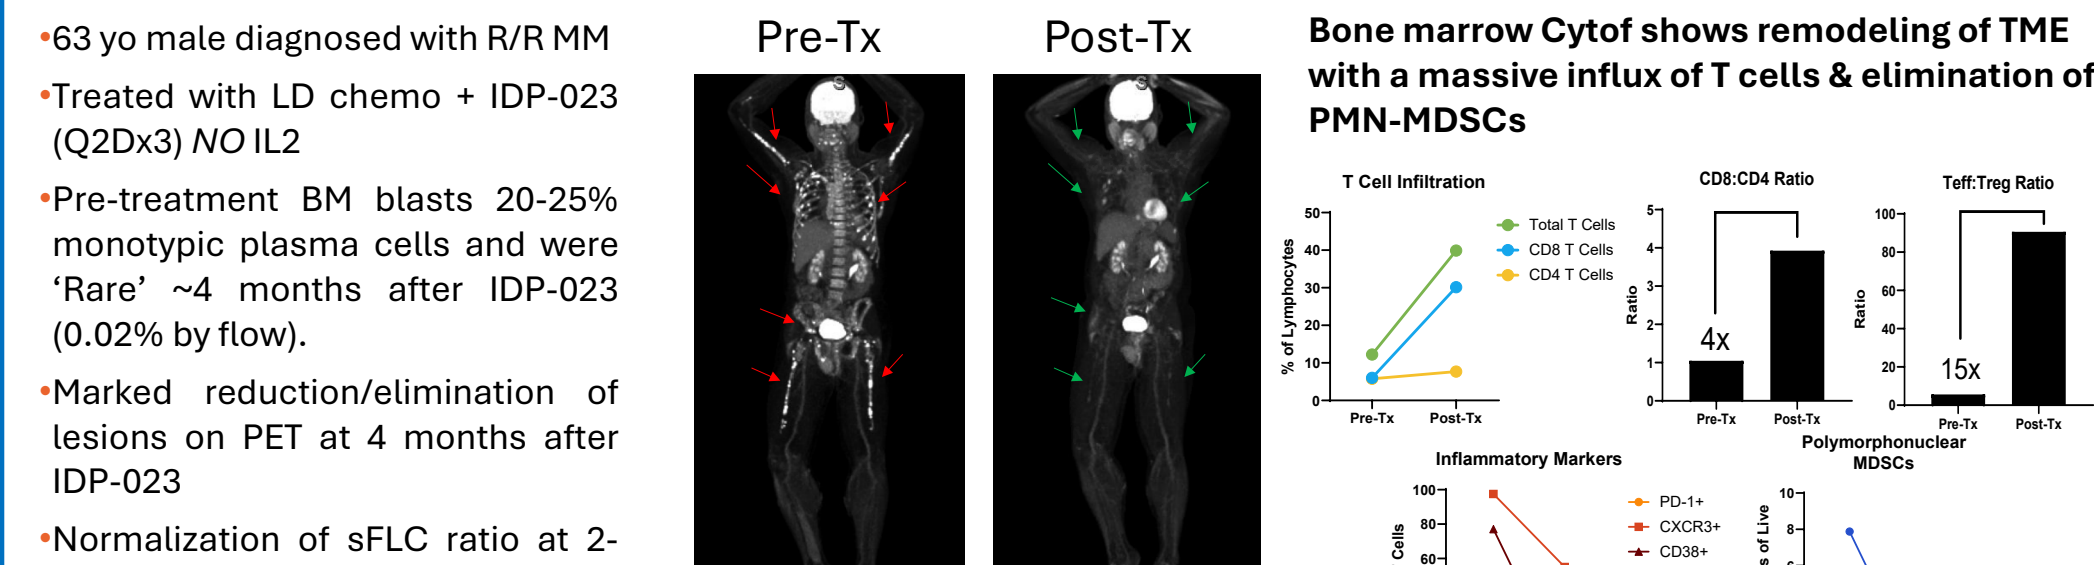 •63 yo male diagnosed with R/R MM
•Treated with LD chemo + IDP-023
(Q2Dx3) NO IL2
•Pre-treatment BM blasts 20-25%
monotypic plasma cells and were
‘Rare’ ~4 months after IDP-023
(0.02% by flow).
•Marked reduction/elimination of
lesions on PET at 4 months after
IDP-023
•Normalization of sFLC ratio at 2-
Pre-Tx
Post-Tx
S
S
Bone marrow Cytof shows remodeling of TME
with a massive influx of T cells & elimination of
PMN-MDSCs
T Cell Infiltration
% of Lymphocytes
50
40
30
20
10
0
Pre-Tx
Post-Tx
Total T Cells
CD8 T Cells
CD4 T Cells
CD8:CD4 Ratio
Ratio
5
4
3
2
1
0
4x
Pre-Tx
Post-Tx
Teff:Treg Ratio
Ratio
100
80
60
40
20
0
15x
Pre-Tx
Post-Tx
Inflammatory Markers
Cells
100
80
60
PD-1+
CXCR3+
CD38+
Polymorphonuclear
MDSCs
s of Live
10
8